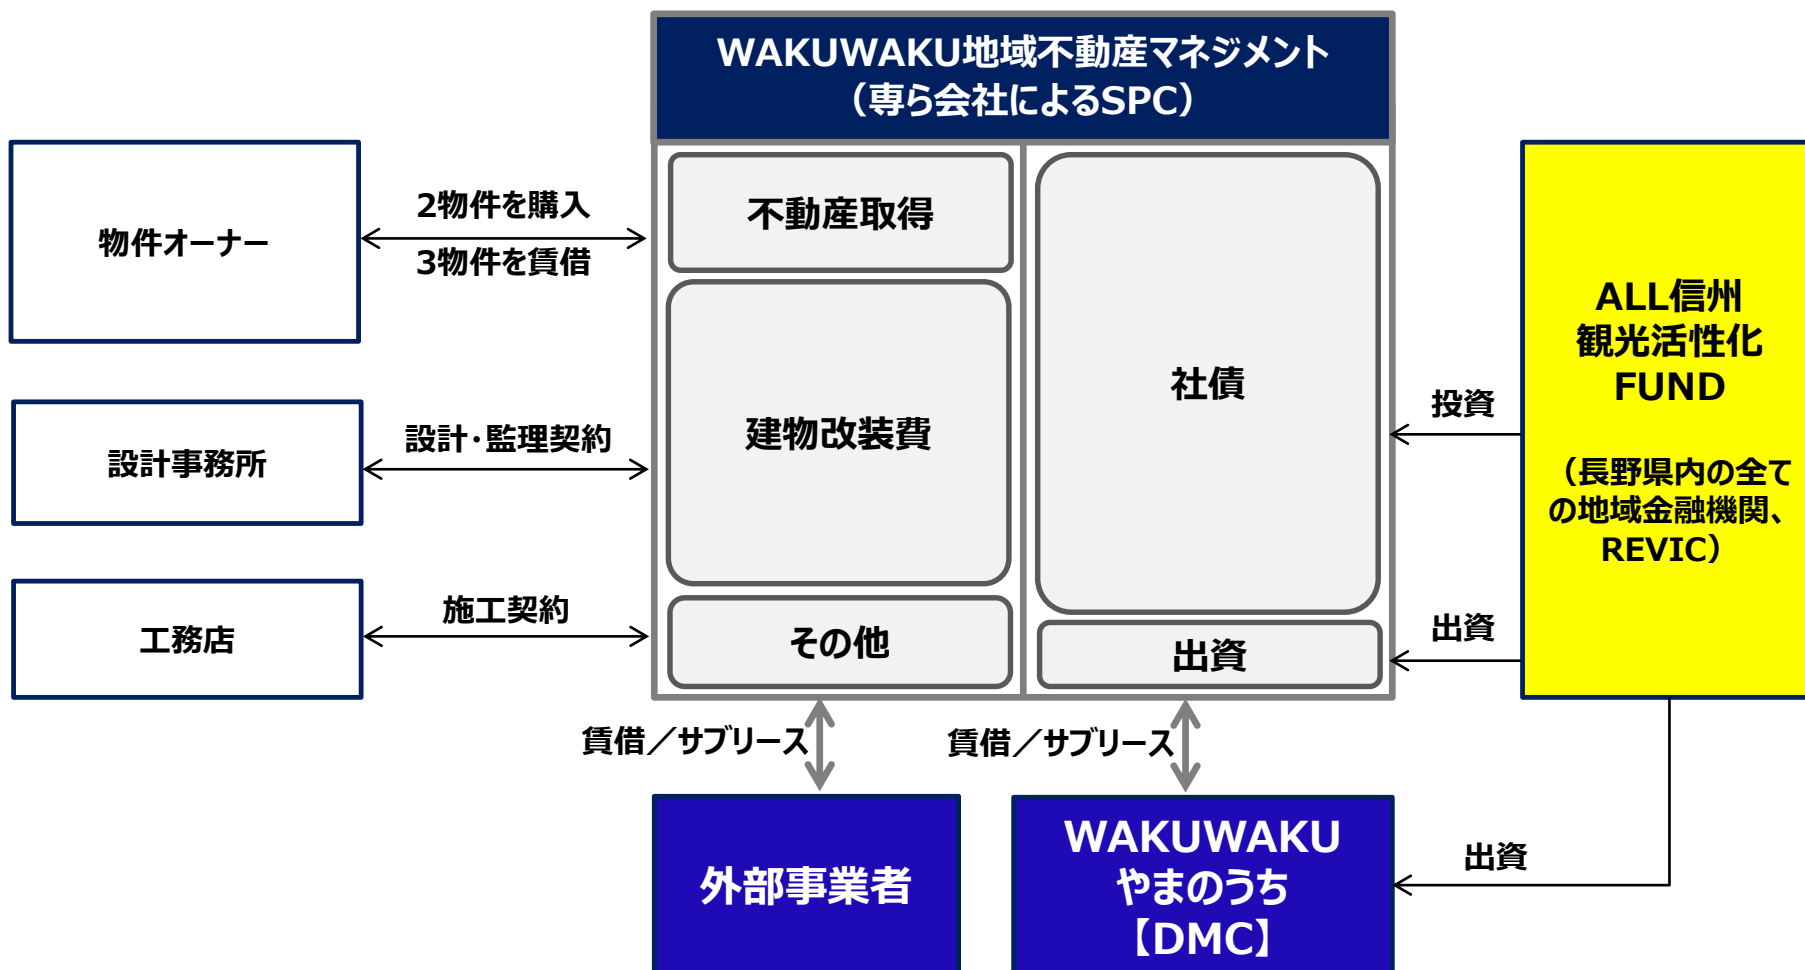 WAKUWAKU地域不動産マネジメント
（専ら会社によるSPC）
物件オーナー
2物件を購入
3物件を賃借
不動産取得
社債
ALL信州
観光活性化
FUND
（長野県内の全て
の地域金融機関、
REVIC）
投資
設計事務所
設計・監理契約
建物改装費
工務店
施工契約
その他
出資
出資
賃借／サブリース
賃借／サブリース
外部事業者
WAKUWAKU
やまのうち
【DMC】
出資